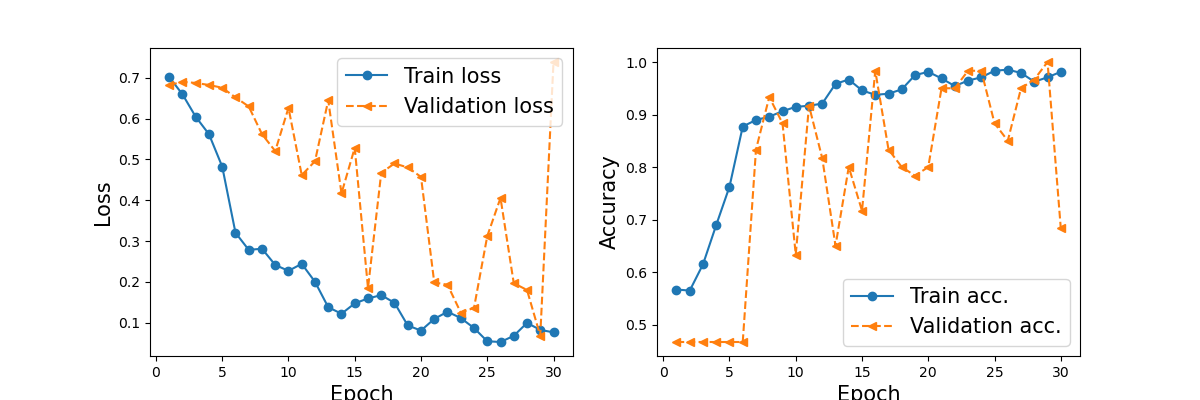 0.7
0.6
0.5
0.4
0.3
0.2
0.1
Loss
0 5 10 15 20 25 30
Epoch
Train loss
Validation loss
1.0
0.9
0.8
0.7
0.6
0.5
Accuracy
0 5 10 15 20 25 30
Epoch
Train acc.
Validation acc.